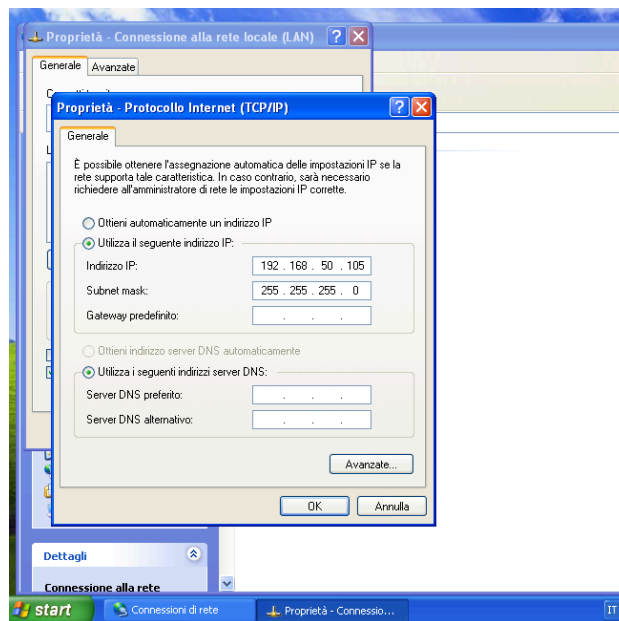 Proprietà - Connessione alla rete locale (LAN)
Generale
Avanzate
Proprietà - Protocollo Internet (TCP/IP)
Generale
È possibile ottenere l'assegnazione automatica delle impostazioni IP se la
rete supporta tale caratteristica. In caso contrario, sarà necessario
richiedere all'amministratore di rete le impostazioni IP corrette.
Ottieni automaticamente un indirizzo IP
Utilizza il seguente indirizzo IP:
Indirizzo IP: 192 . 168 . 50 . 105
Subnet mask: 255 . 255 . 255 . 0
Gateway predefinito: . . .
Ottieni indirizzo server DNS automaticamente
Utilizza i seguenti indirizzi server DNS:
Server DNS preferito: . . .
Server DNS alternativo: . . .
Avanzate...
OK
Annulla
Dettagli
Connessione alla rete
start
Connessioni di rete
Proprietà - Connessio...
IT